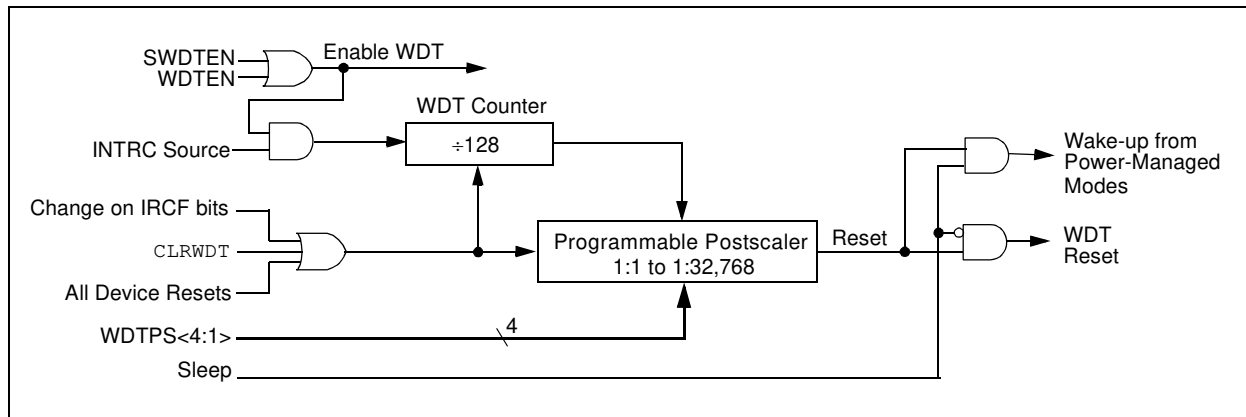 SWDTEN
WDTEN
Enable WDT
WDT Counter
INTRC Source
÷128
Wake-up from
Power-Managed
Modes
Change on IRCF bits
CLRWDT
All Device Resets
Programmable Postscaler
1:1 to 1:32,768
Reset
WDT
Reset
WDTPS<4:1>
4
Sleep